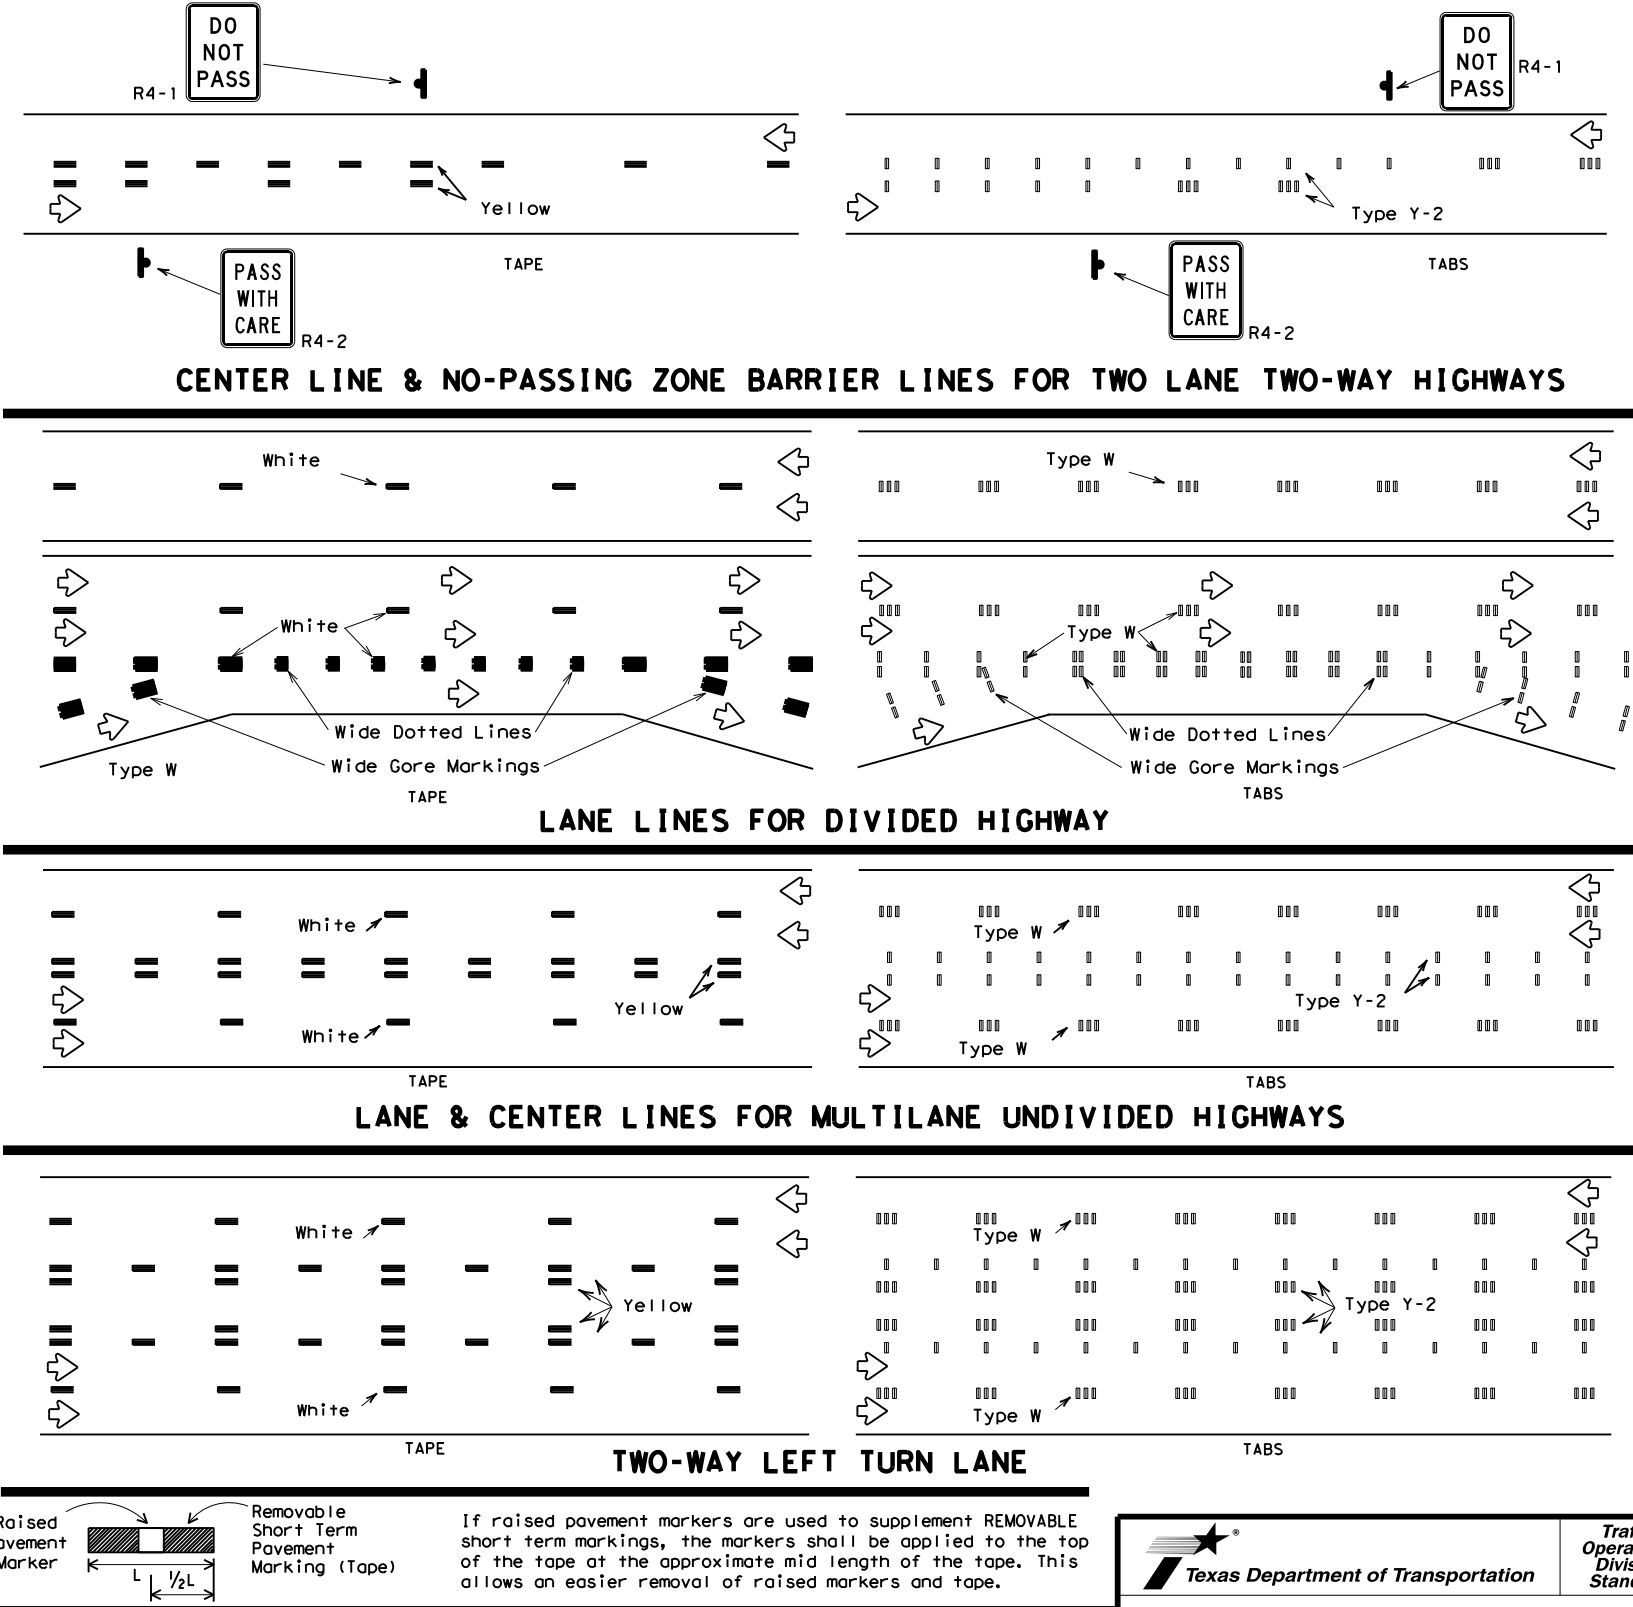 DO
NOT
PASS
R4-1
DO
NOT
PASS
R4-1
Yellow
Type Y-2
PASS
WITH
CARE
R4-2
TAPE
PASS
WITH
CARE
R4-2
TABS
CENTER LINE & NO-PASSING ZONE BARRIER LINES FOR TWO LANE TWO-WAY HIGHWAYS
White
Type W
White
Type W
Wide Dotted Lines
Wide Dotted Lines
Type W
Wide Gore Markings
Wide Gore Markings
TAPE
TABS
LANE LINES FOR DIVIDED HIGHWAY
White
Type W
Yellow
Type Y-2
White
Type W
TAPE
TABS
LANE & CENTER LINES FOR MULTILANE UNDIVIDED HIGHWAYS
White
Type W
Yellow
Type Y-2
White
Type W
TAPE
TABS
TWO-WAY LEFT TURN LANE
Raised
Pavement
Marker
L
1/2L
Removable
Short Term
Pavement
Marking (Tape)
If raised pavement markers are used to supplement REMOVABLE
short term markings, the markers shall be applied to the top
of the tape at the approximate mid length of the tape. This
allows an easier removal of raised markers and tape.
®
Texas Department of Transportation